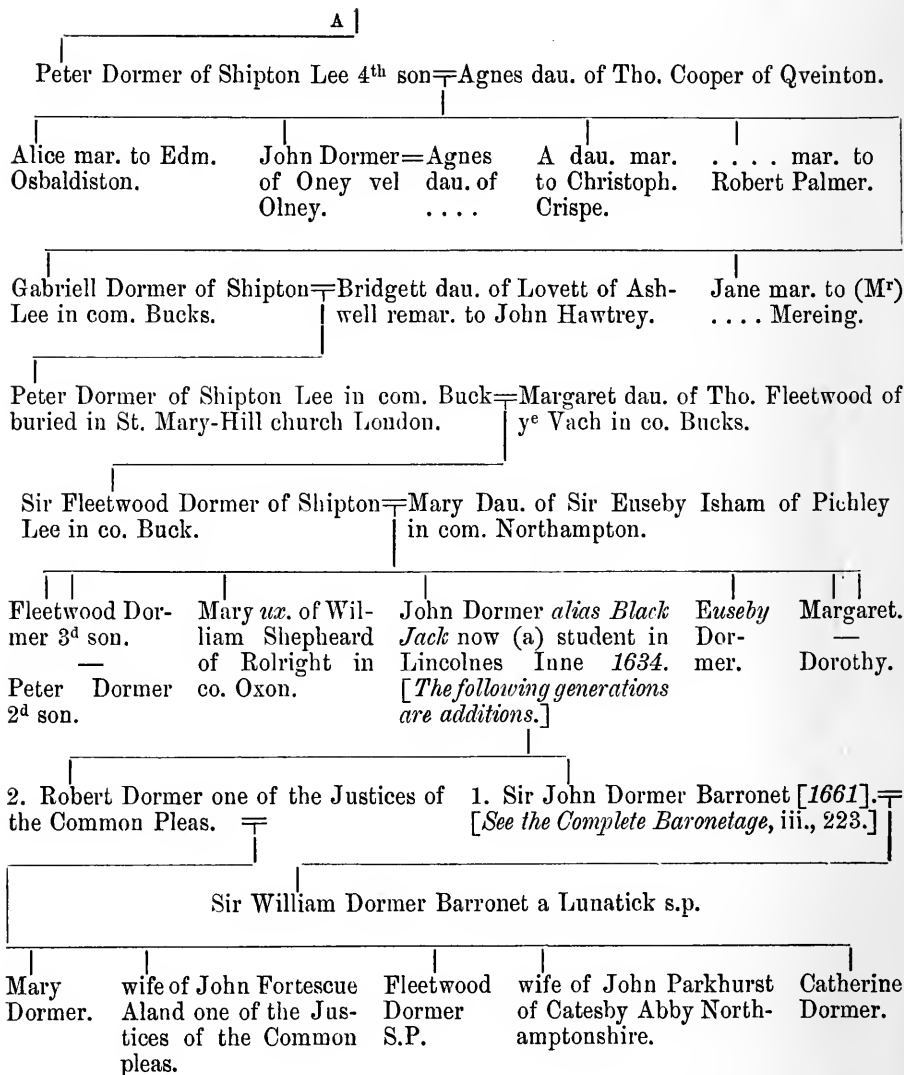 A
Peter Dormer of Shipton Lee 4th son=Agnes dau. of Tho. Cooper of Qveinton.
Alice mar. to Edm.
Osbaldiston.
John Dormer=Agnes
of Oney vel dau. of
Olney. ....
A dau. mar.
to Christoph.
Crispe.
.... mar. to
Robert Palmer.
Gabriell Dormer of Shipton=Bridgett dau. of Lovett of Ash-
Lee in com. Bucks. well remar. to John Hawtrey.
Jane mar. to (Mr)
.... Mereing.
Peter Dormer of Shipton Lee in com. Buck=Margaret dau. of Tho. Fleetwood of
buried in St. Mary-Hill church London. ye Vach in co. Bucks.
Sir Fleetwood Dormer of Shipton=Mary Dau. of Sir Euseby Isham of Pichley
Lee in co. Buck. in com. Northampton.
Fleetwood Dor-
mer 3d son.
—
Peter Dormer
2d son.
Mary ux. of Wil-
liam Shepheard
of Rolright in
co. Oxon.
John Dormer alias Black
Jack now (a) student in
Lincolnes Inne 1634.
[The following generations
are additions.]
Euseby
Dor-
mer.
Margaret.
—
Dorothy.
2. Robert Dormer one of the Justices of
the Common Pleas. =
1. Sir John Dormer Barronet [1661].=
[See the Complete Baronetage, iii., 223.]
Sir William Dormer Barronet a Lunatick s.p.
Mary
Dormer.
wife of John Fortescue
Aland one of the Jus-
tices of the Common
pleas.
Fleetwood
Dormer
S.P.
wife of John Parkhurst
of Catesby Abby North-
amptonshire.
Catherine
Dormer.